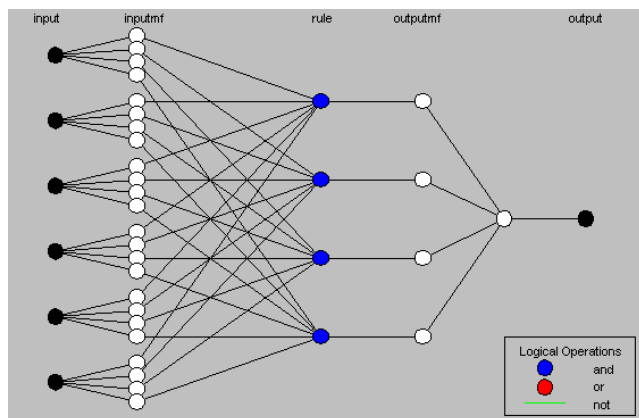 input inputmf rule outputmf output
Logical Operations
and
or
not